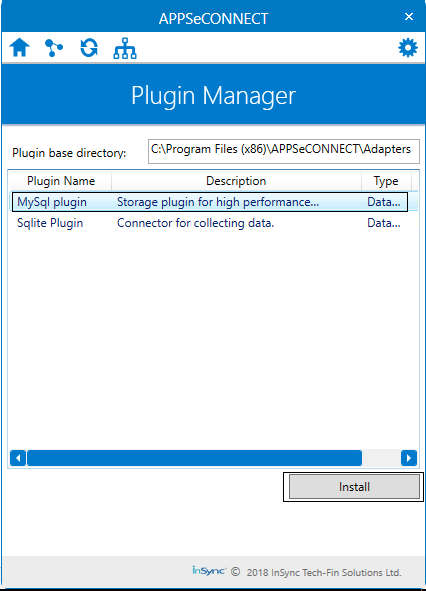 APPSeCONNECT
Plugin Manager
Plugin base directory: C:\Program Files (x86)\APPSeCONNECT\Adapters
Plugin Name Description Type
MySql plugin Storage plugin for high performance... Data...
Sqlite Plugin Connector for collecting data. Data...
Install
inSync © 2018 InSync Tech-Fin Solutions Ltd.